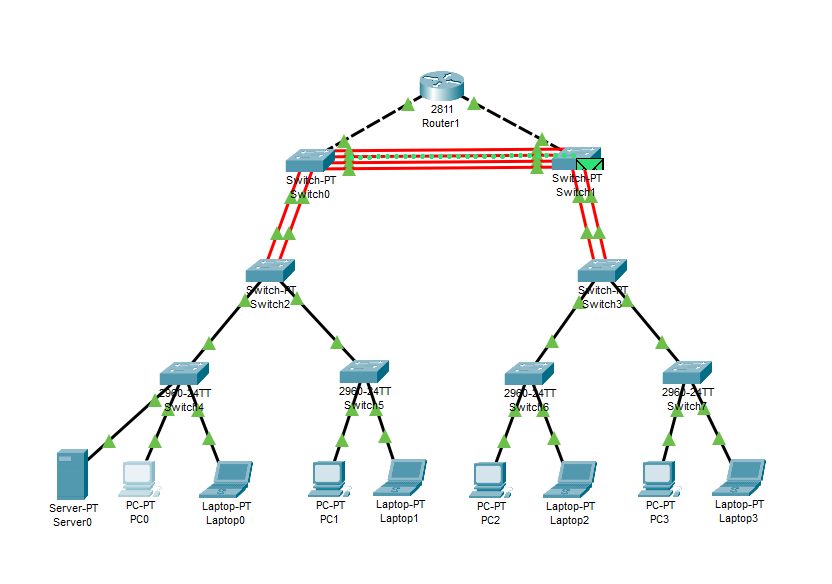 2811
Router1
Switch-PT
Switch0
Switch-PT
Switch1
Switch-PT
Switch2
Switch-PT
Switch3
2960-24TT
Switch4
2960-24TT
Switch5
2960-24TT
Switch6
2960-24TT
Switch7
Server-PT
Server0
PC-PT
PC0
Laptop-PT
Laptop0
PC-PT
PC1
Laptop-PT
Laptop1
PC-PT
PC2
Laptop-PT
Laptop2
PC-PT
PC3
Laptop-PT
Laptop3